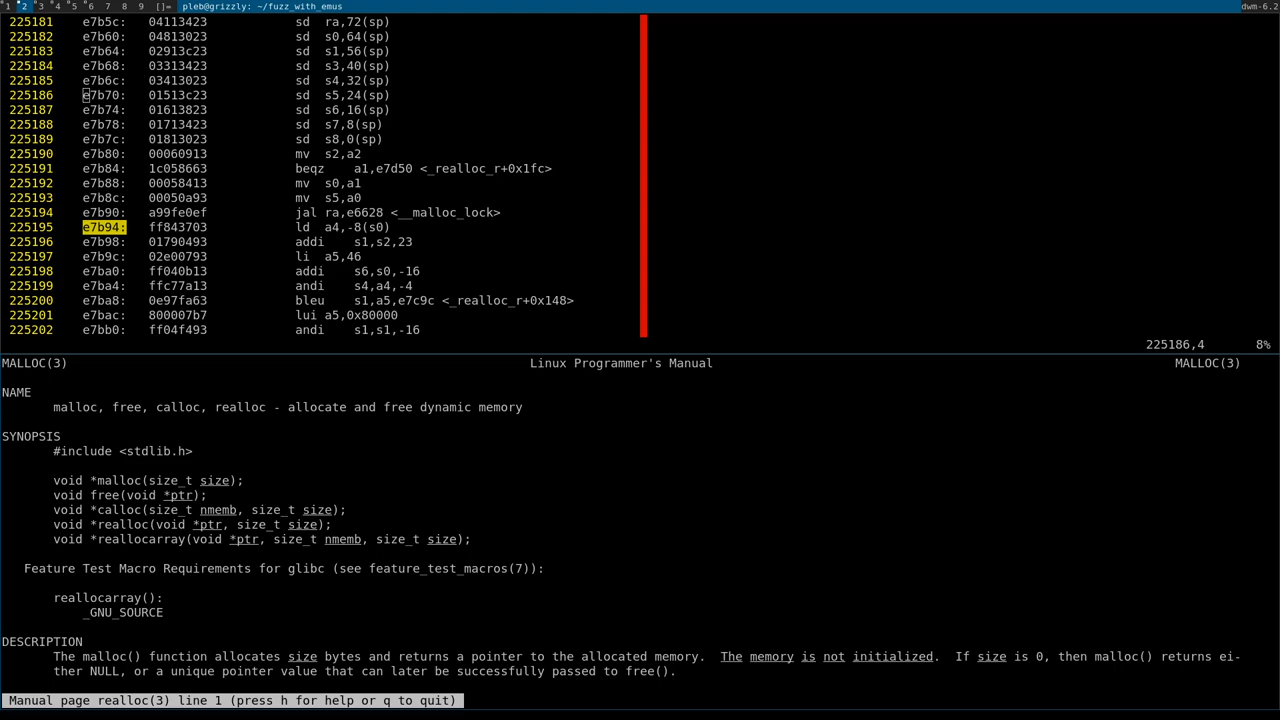 1 2 3 4 5 6 7 8 9 []= pleb@grizzly: ~/fuzz_with_emus dwm-6.2
225181 e7b5c: 04113423 sd ra,72(sp)
225182 e7b60: 04813023 sd s0,64(sp)
225183 e7b64: 02913c23 sd s1,56(sp)
225184 e7b68: 03313423 sd s3,40(sp)
225185 e7b6c: 03413023 sd s4,32(sp)
225186 e7b70: 01513c23 sd s5,24(sp)
225187 e7b74: 01613823 sd s6,16(sp)
225188 e7b78: 01713423 sd s7,8(sp)
225189 e7b7c: 01813023 sd s8,0(sp)
225190 e7b80: 00060913 mv s2,a2
225191 e7b84: 1c058663 beqz a1,e7d50 <_realloc_r+0x1fc>
225192 e7b88: 00058413 mv s0,a1
225193 e7b8c: 00050a93 mv s5,a0
225194 e7b90: a99fe0ef jal ra,e6628 <__malloc_lock>
225195 e7b94: ff843703 ld a4,-8(s0)
225196 e7b98: 01790493 addi s1,s2,23
225197 e7b9c: 02e00793 li a5,46
225198 e7ba0: ff040b13 addi s6,s0,-16
225199 e7ba4: ffc77a13 andi s4,a4,-4
225200 e7ba8: 0e97fa63 bleu s1,a5,e7c9c <_realloc_r+0x148>
225201 e7bac: 800007b7 lui a5,0x80000
225202 e7bb0: ff04f493 andi s1,s1,-16
225186,4 8%
MALLOC(3) Linux Programmer's Manual MALLOC(3)
NAME
malloc, free, calloc, realloc - allocate and free dynamic memory
SYNOPSIS
#include <stdlib.h>
void *malloc(size_t size);
void free(void *ptr);
void *calloc(size_t nmemb, size_t size);
void *realloc(void *ptr, size_t size);
void *reallocarray(void *ptr, size_t nmemb, size_t size);
Feature Test Macro Requirements for glibc (see feature_test_macros(7)):
reallocarray():
_GNU_SOURCE
DESCRIPTION
The malloc() function allocates size bytes and returns a pointer to the allocated memory. The memory is not initialized. If size is 0, then malloc() returns ei-
ther NULL, or a unique pointer value that can later be successfully passed to free().
Manual page realloc(3) line 1 (press h for help or q to quit)